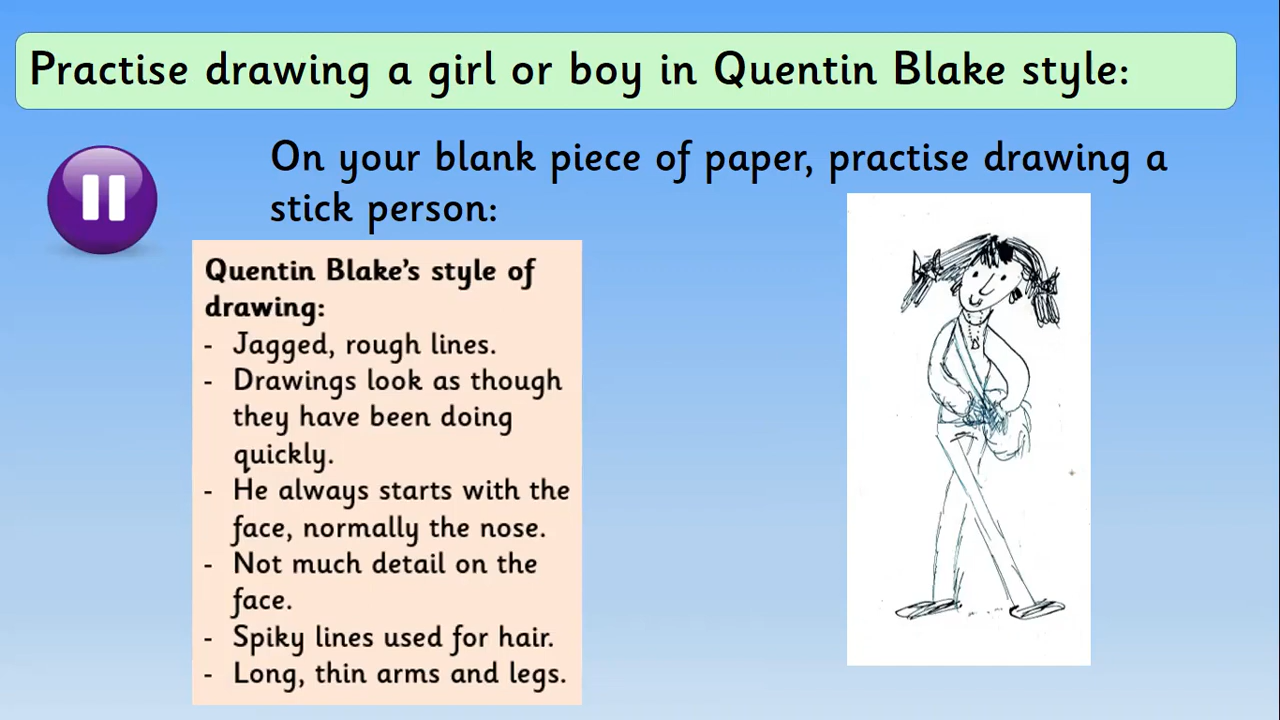 Practise drawing a girl or boy in Quentin Blake style:
On your blank piece of paper, practise drawing a
stick person:
Quentin Blake's style of
drawing:
- Jagged, rough lines.
- Drawings look as though
they have been doing
quickly.
- He always starts with the
face, normally the nose.
- Not much detail on the
face.
- Spiky lines used for hair.
- Long, thin arms and legs.